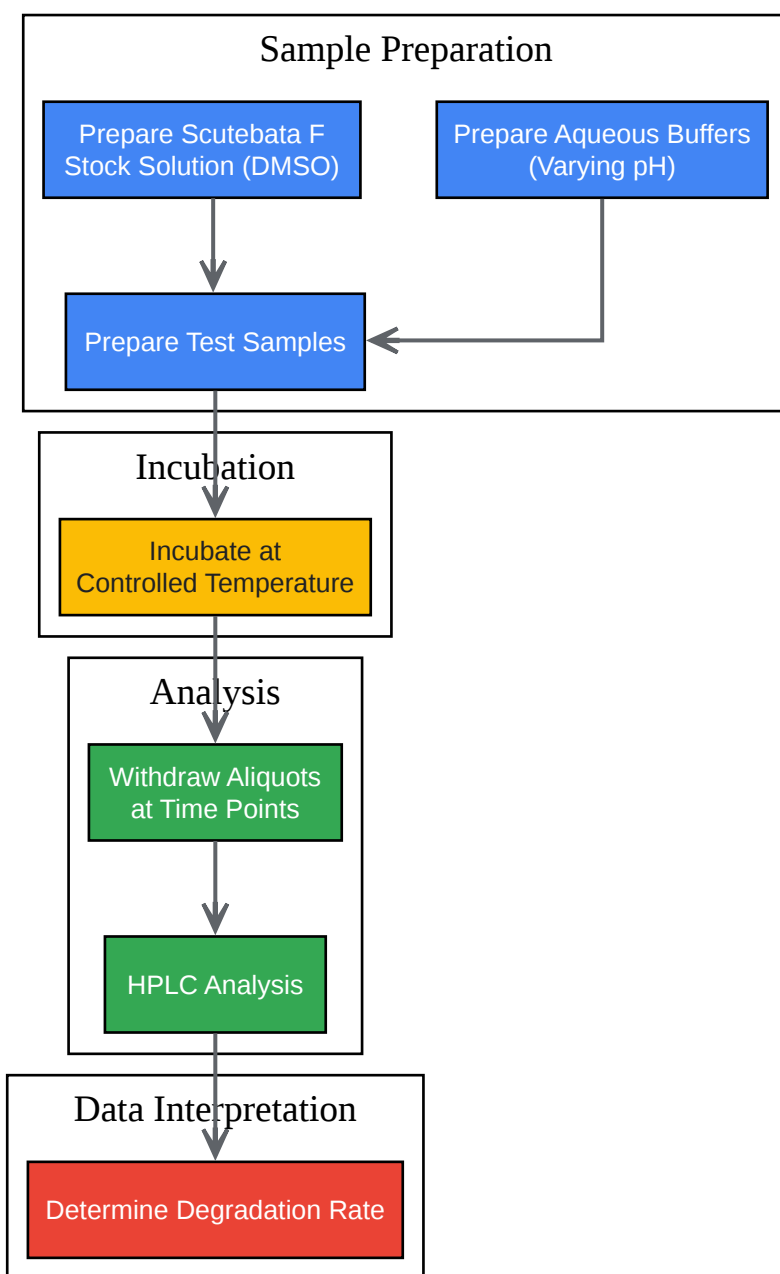 Sample Preparation
Prepare Scutebata F
Stock Solution (DMSO)
Prepare Aqueous Buffers
(Varying pH)
Prepare Test Samples
Incubation
Incubate at
Controlled Temperature
Analysis
Withdraw Aliquots
at Time Points
HPLC Analysis
Data Interpretation
Determine Degradation Rate